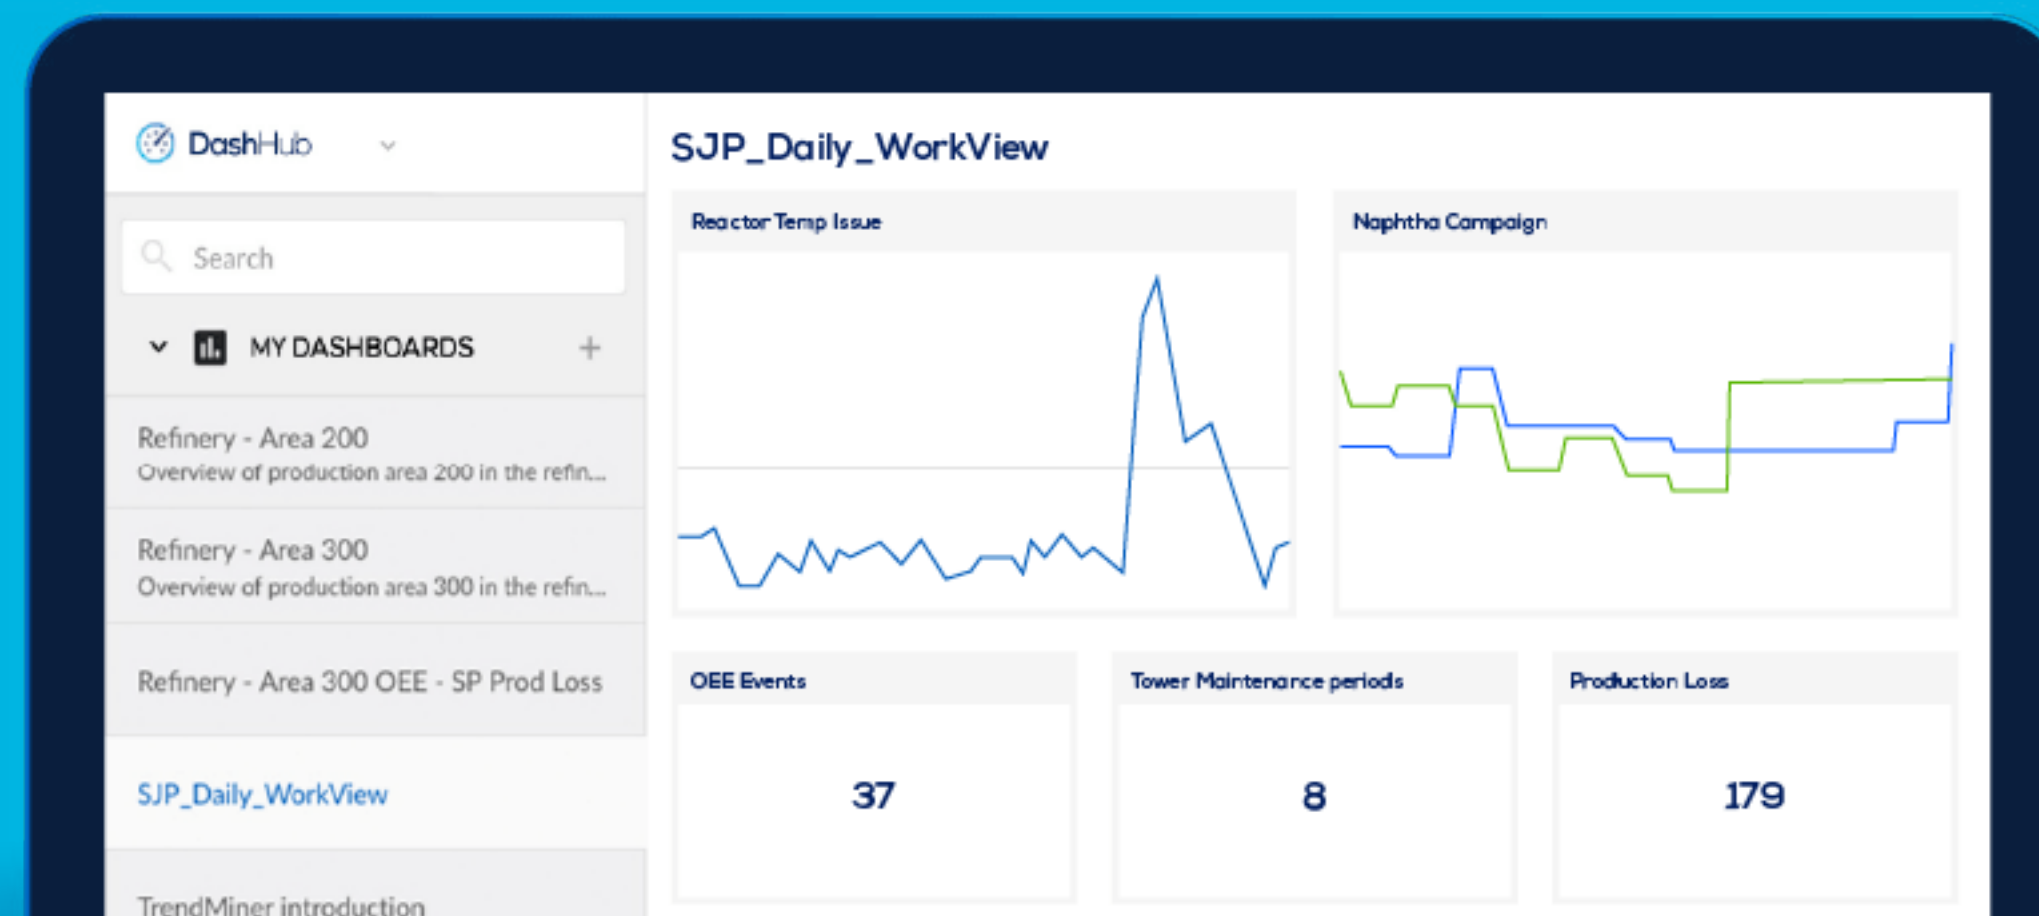 DashHub
Search
MY DASHBOARDS
Refinery - Area 200
Overview of production area 200 in the refin...
Refinery - Area 300
Overview of production area 300 in the refin...
Refinery - Area 300 OEE - SP Prod Loss
SJP_Daily_WorkView
TrendMiner introduction
SJP_Daily_WorkView
Reactor Temp Issue
Naphtha Campaign
OEE Events
37
Tower Maintenance periods
8
Production Loss
179